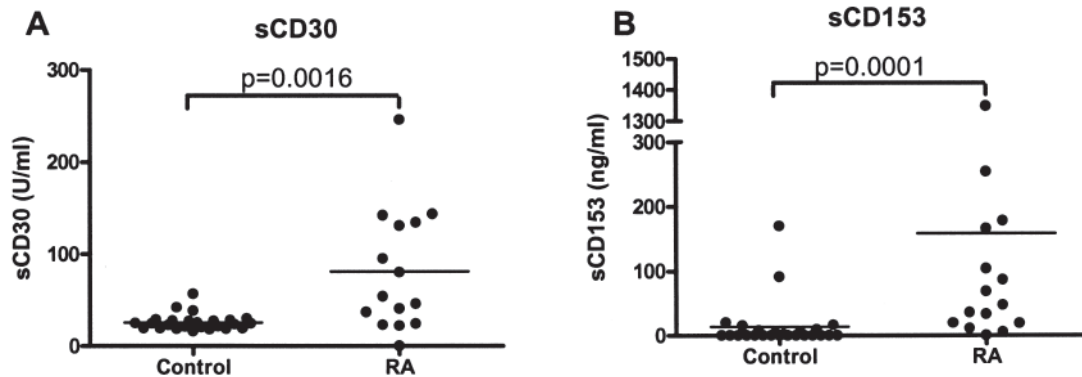 A
sCD30
sCD30 (U/ml)
300
200
100
0
p=0.0016
Control
RA
B
sCD153
sCD153 (ng/ml)
1500
1400
1300
300
200
100
0
p=0.0001
Control
RA